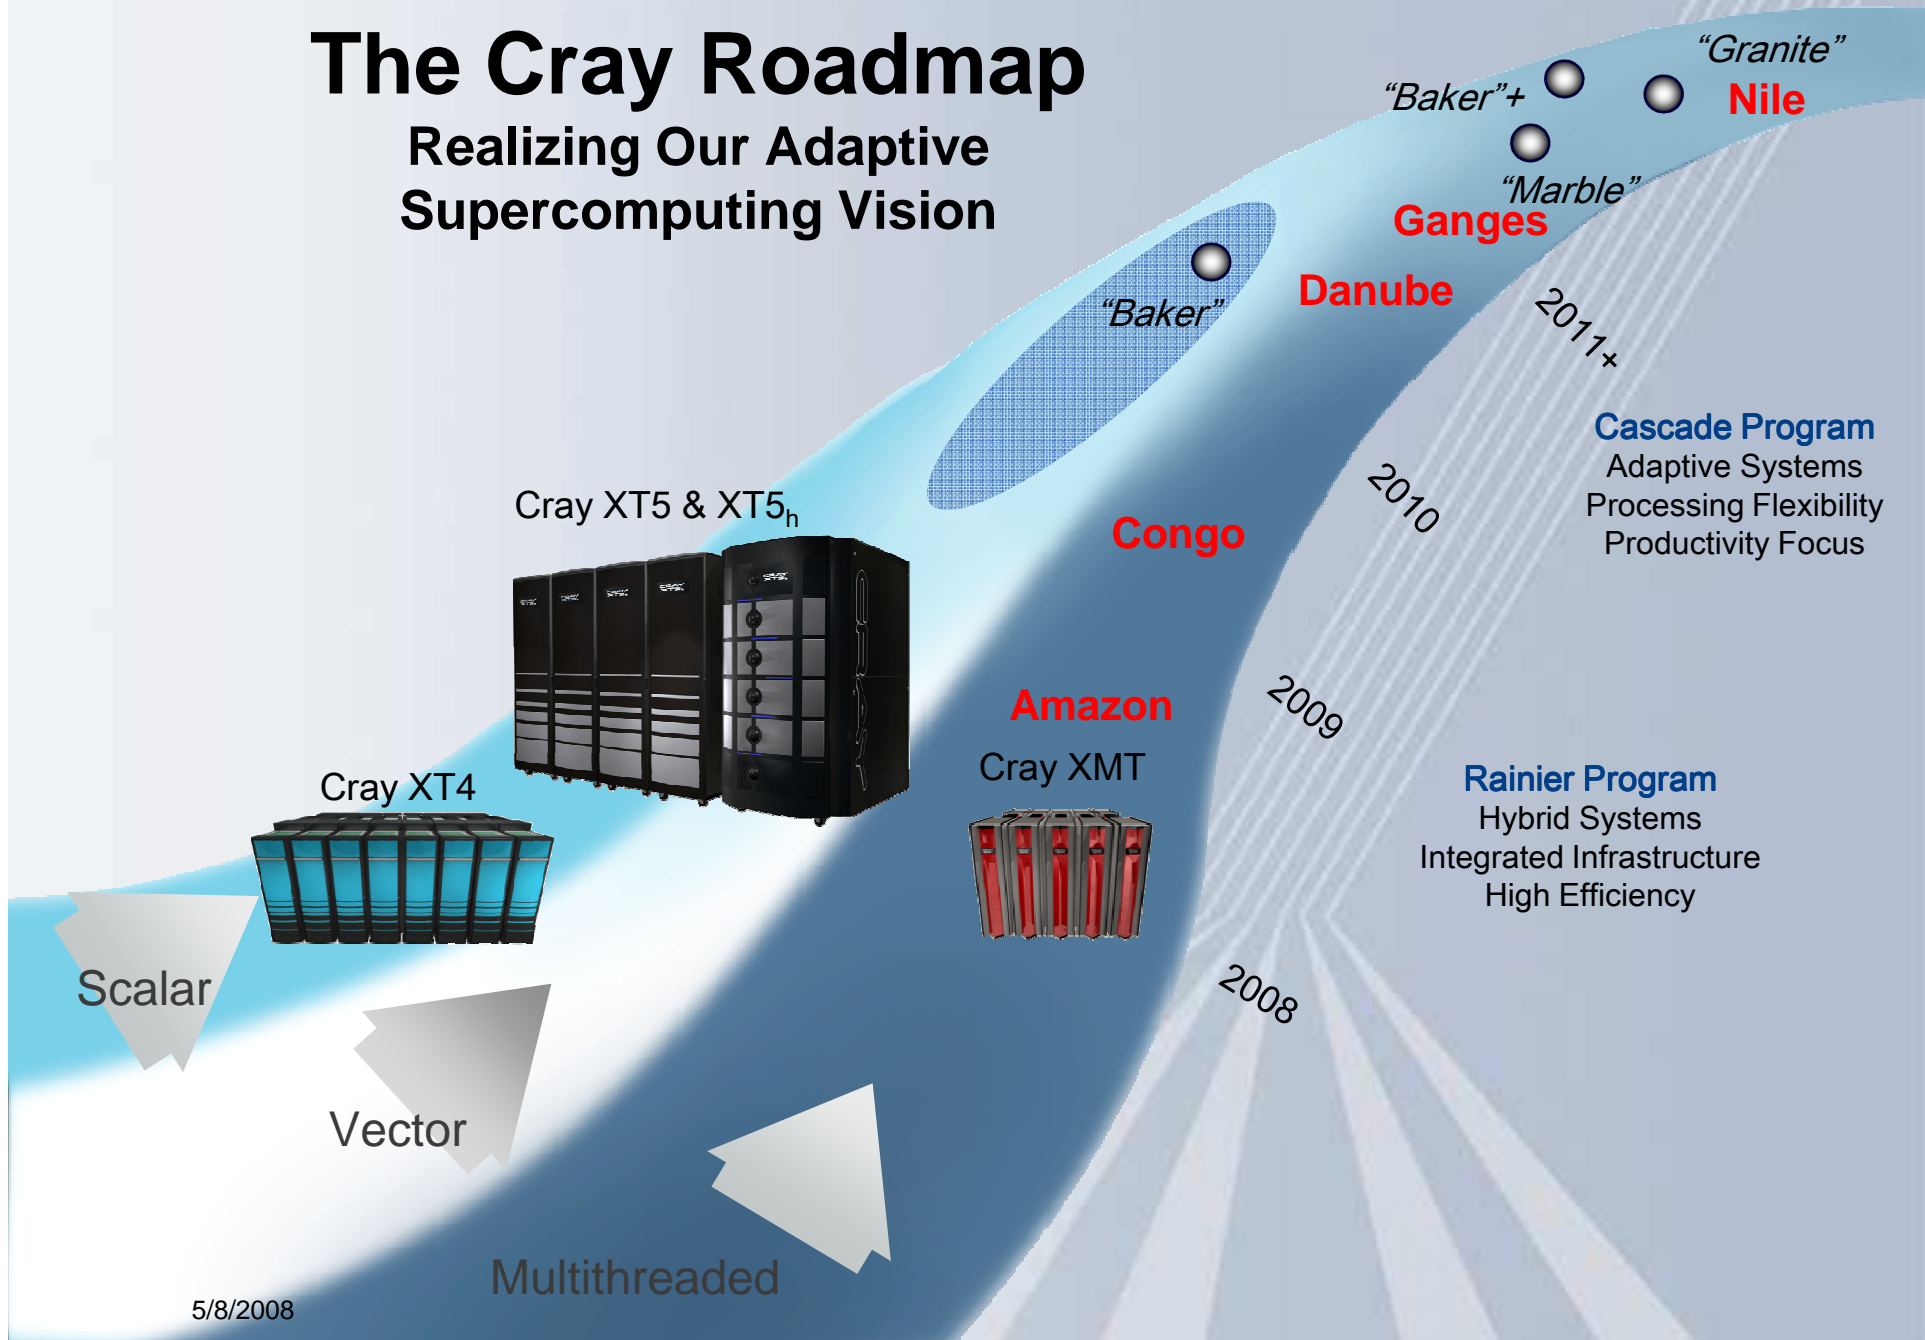 The Cray Roadmap
Realizing Our Adaptive
Supercomputing Vision
“Granite”
Nile
“Baker”+
“Marble”
Ganges
Danube
“Baker”
2011+
Cascade Program
Adaptive Systems
Processing Flexibility
Productivity Focus
2010
Cray XT5 & XT5h
Congo
2009
Amazon
Cray XMT
Cray XT4
Rainier Program
Hybrid Systems
Integrated Infrastructure
High Efficiency
2008
Scalar
Vector
Multithreaded
5/8/2008
CRAY